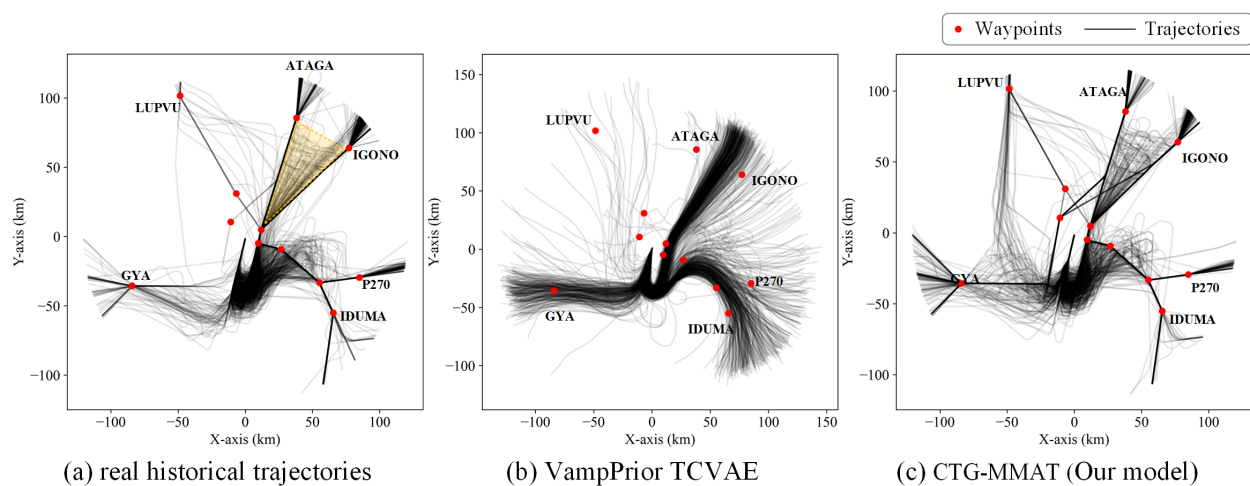 Waypoints Trajectories
ATAGA
LUPVU
IGONO
GYA
P270
IDUMA
100
50
0
−50
−100
Y-axis (km)
−100 −50 0 50 100
X-axis (km)
(a) real historical trajectories
LUPVU
ATAGA
IGONO
P270
GYA
IDUMA
150
100
50
0
−50
−100
Y-axis (km)
−100 −50 0 50 100 150
X-axis (km)
(b) VampPrior TCVAE
LUPVU
ATAGA
IGONO
GYA
P270
IDUMA
100
50
0
−50
−100
Y-axis (km)
−100 −50 0 50 100
X-axis (km)
(c) CTG-MMAT (Our model)